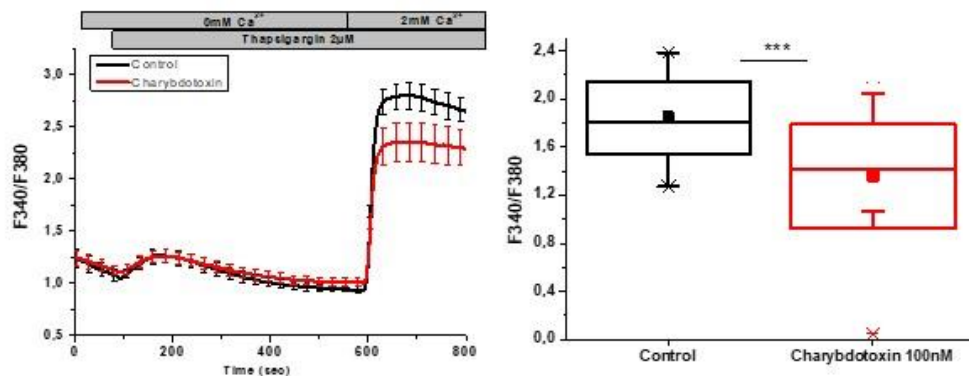 0mM Ca²⁺ 2mM Ca²⁺
Thapsigargin 2μM
Control
Charybdotoxin
F340/F380
3,0
2,5
2,0
1,5
1,0
0,5
0 200 400 600 800
Time (sec)
***
F340/F380
2,4
2,0
1,6
1,2
0,8
0,4
0,0
Control Charybdotoxin 100nM